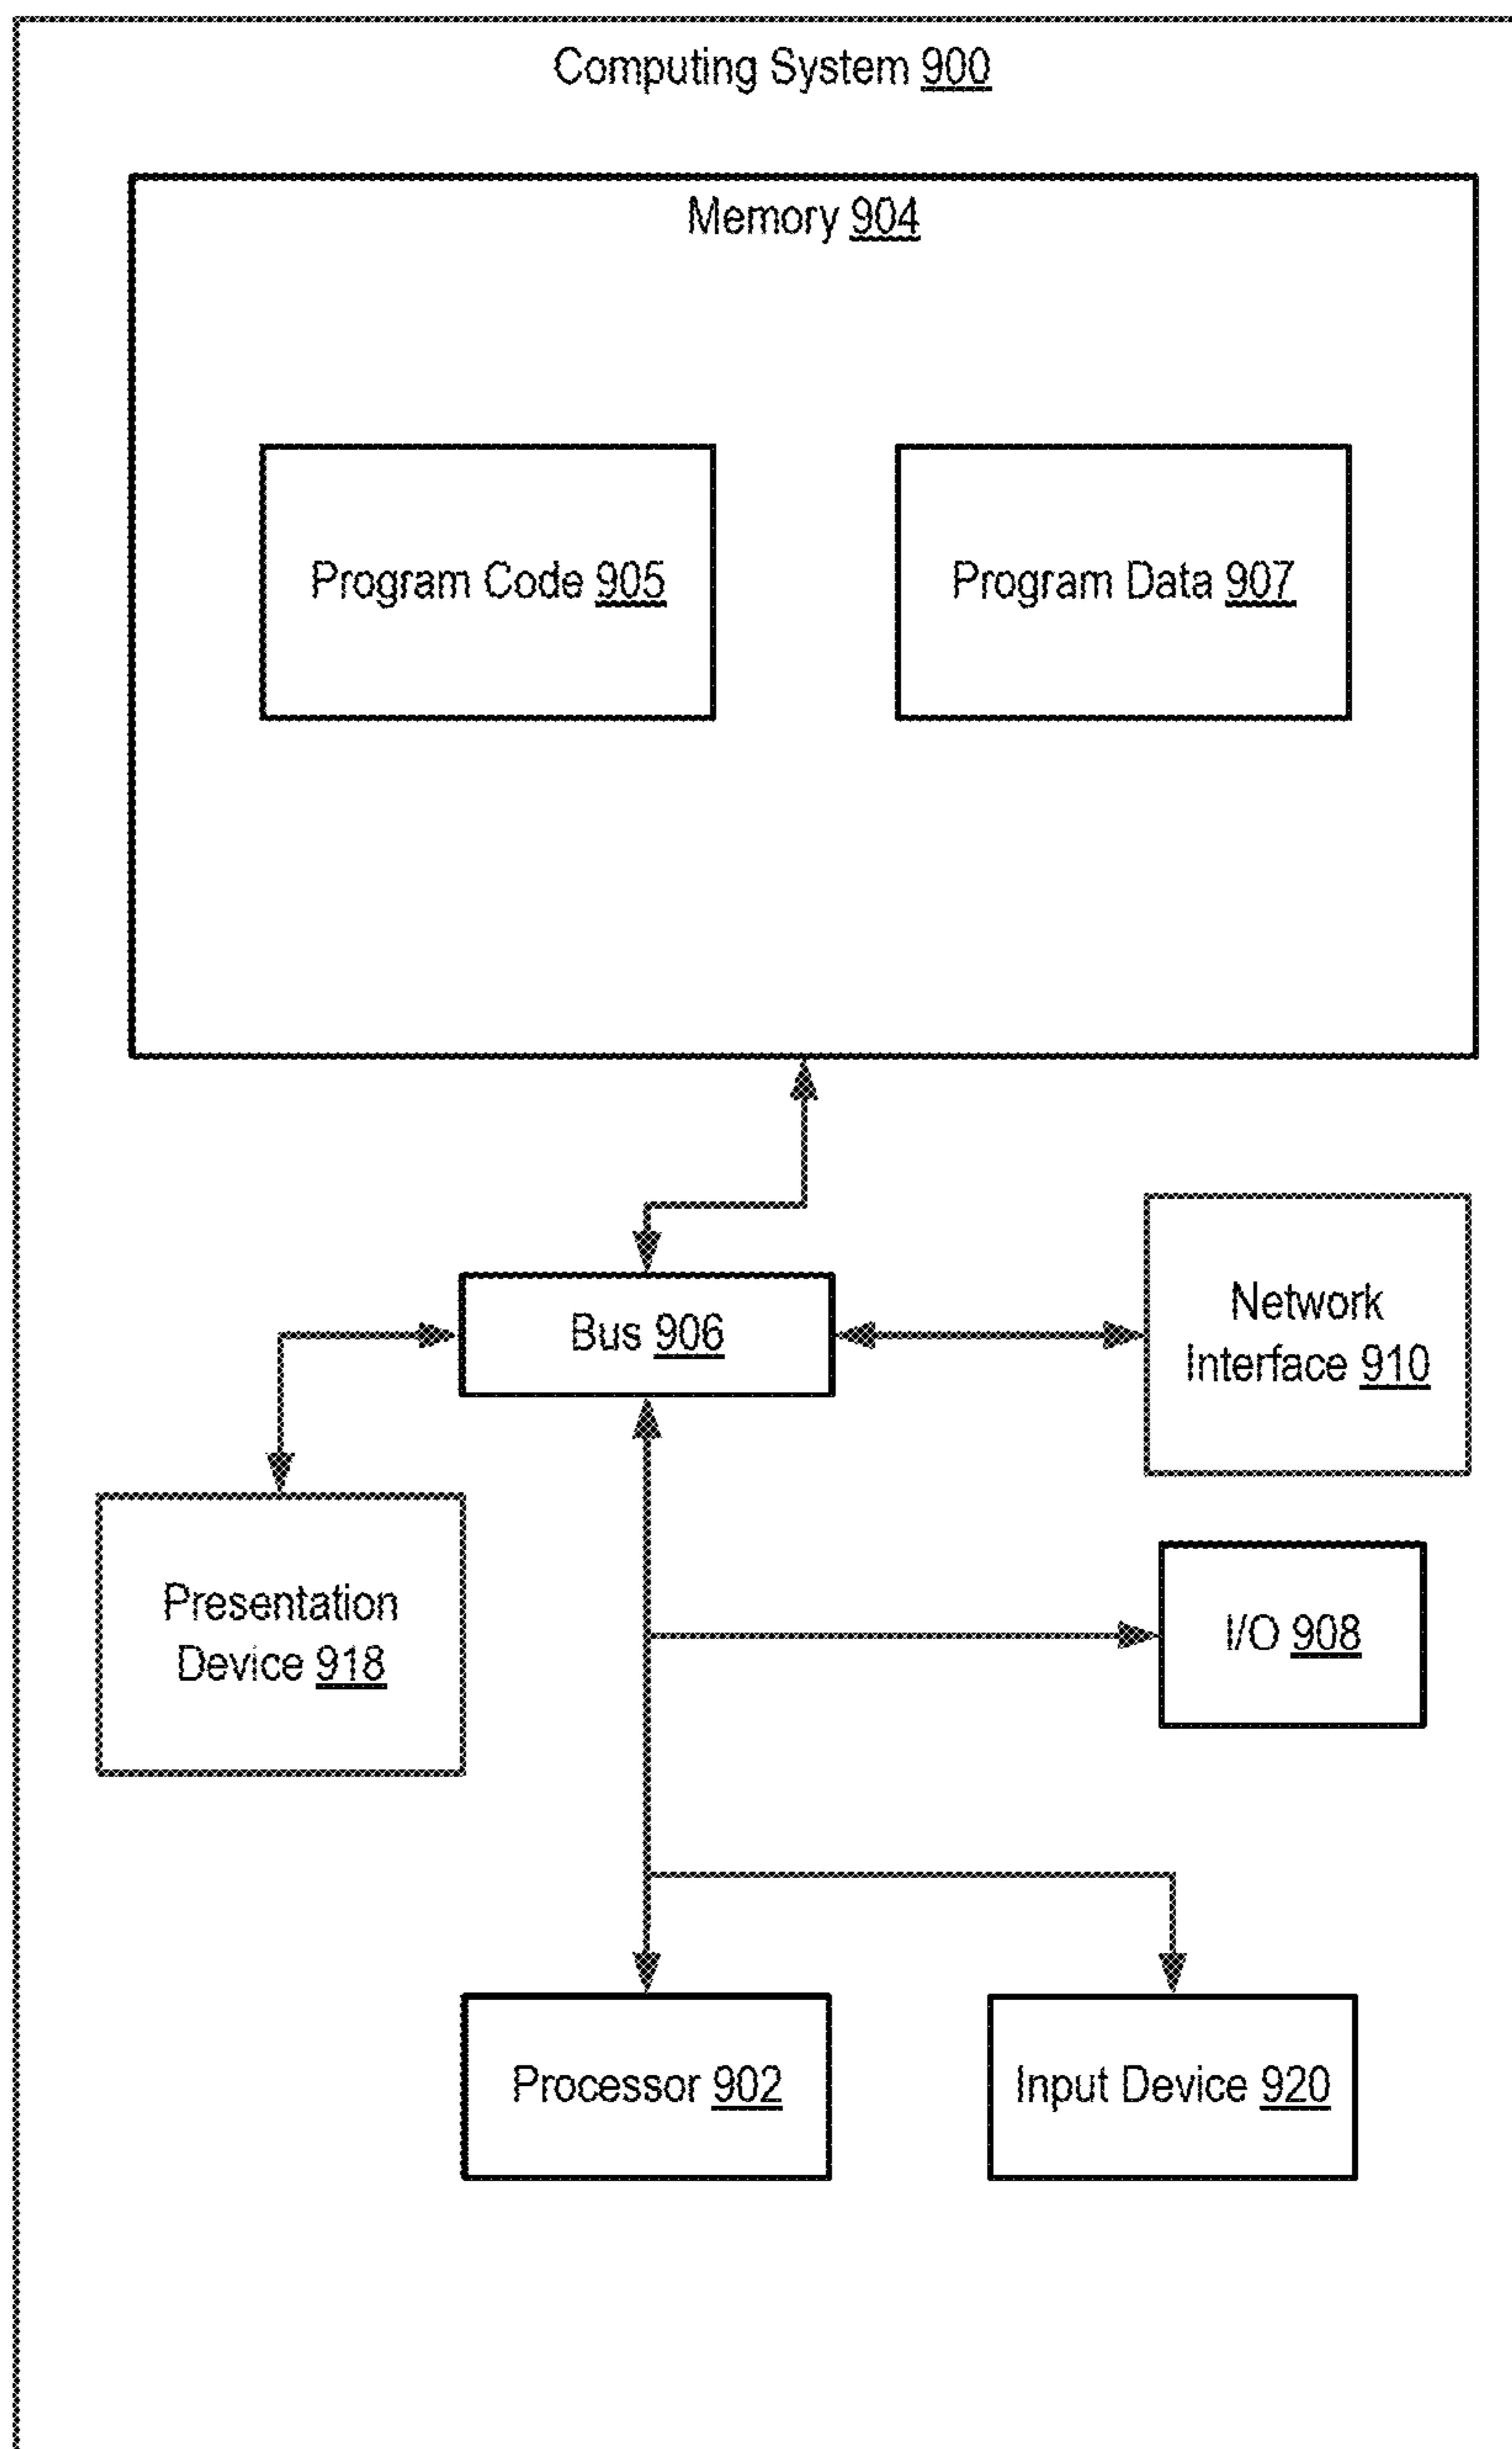 Computing System 900
Memory 904
Program Code 905
Program Data 907
Bus 906
Network
Interface 910
Presentation
Device 918
I/O 908
Processor 902
Input Device 920